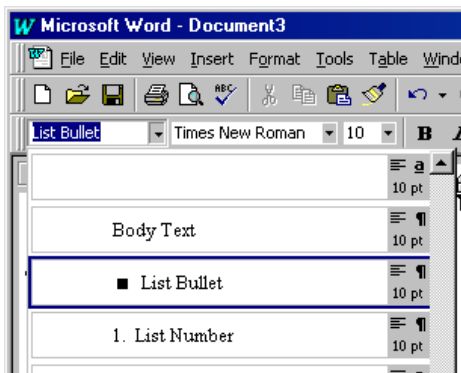 Microsoft Word - Document3
File Edit View Insert Format Tools Table
ABC
List Bullet Times New Roman 10 B
a
10 pt
Body Text ¶
10 pt
■ List Bullet ¶
10 pt
1. List Number ¶
10 pt